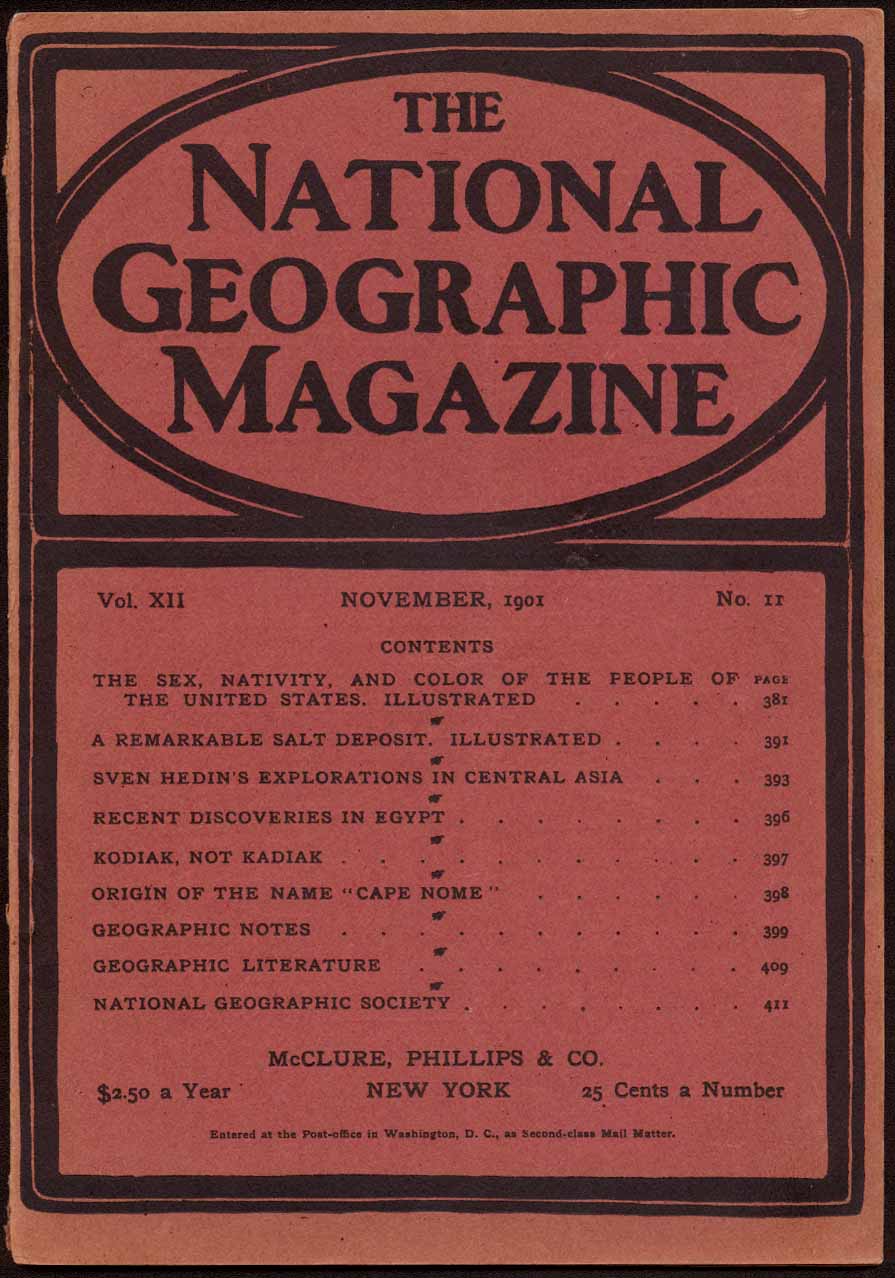 THE
NATIONAL
GEOGRAPHIC
MAGAZINE
Vol. XII NOVEMBER, 1901 No. 11
CONTENTS
THE SEX, NATIVITY, AND COLOR OF THE PEOPLE OF PAGE
THE UNITED STATES. ILLUSTRATED . . . . . 381
A REMARKABLE SALT DEPOSIT. ILLUSTRATED . . . . 391
SVEN HEDIN'S EXPLORATIONS IN CENTRAL ASIA . . . 393
RECENT DISCOVERIES IN EGYPT . . . . . . . . 396
KODIAK, NOT KADIAK . . . . . . . . . . . 397
ORIGIN OF THE NAME "CAPE NOME" . . . . . . 398
GEOGRAPHIC NOTES . . . . . . . . . . . 399
GEOGRAPHIC LITERATURE . . . . . . . . . 409
NATIONAL GEOGRAPHIC SOCIETY . . . . . . . . 411
McCLURE, PHILLIPS & CO.
$2.50 a Year NEW YORK 25 Cents a Number
Entered at the Post-office in Washington, D. C., as Second-class Mail Matter.